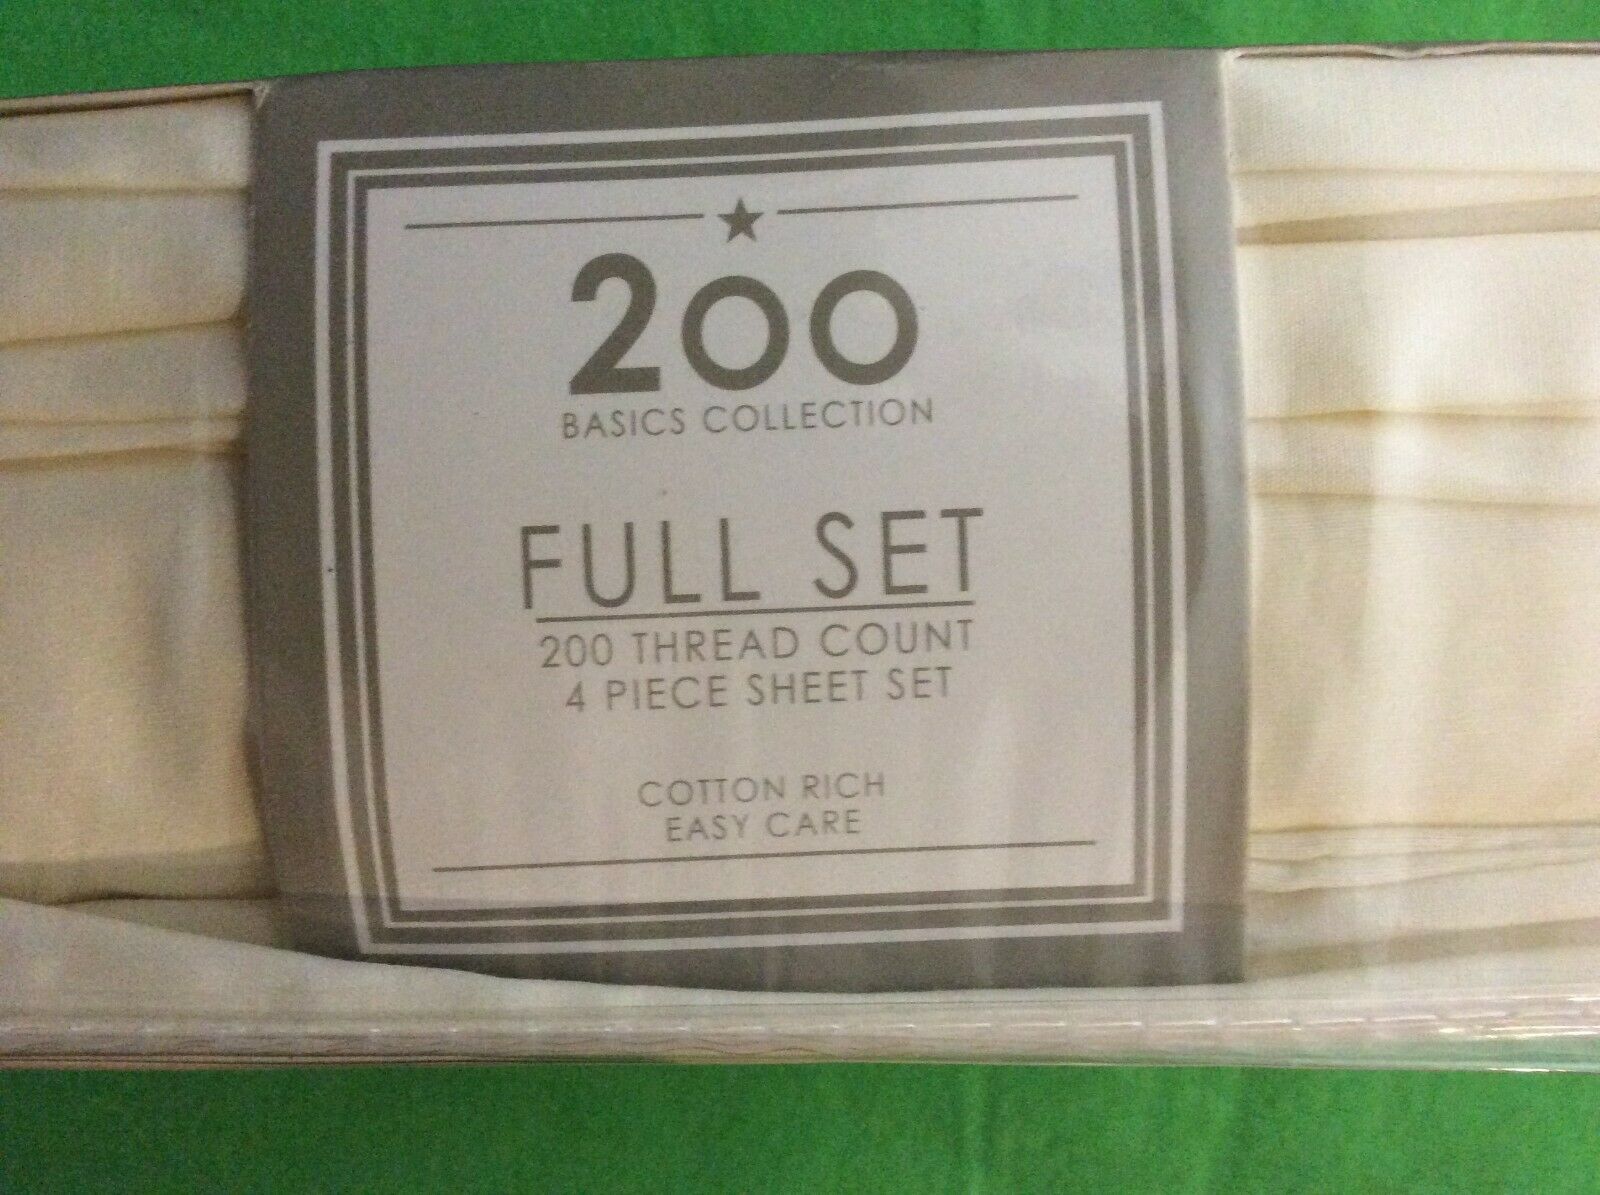 200
BASICS COLLECTION
FULL SET
200 THREAD COUNT
4 PIECE SHEET SET
COTTON RICH
EASY CARE